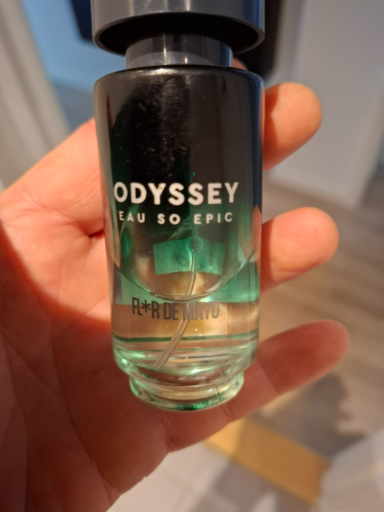 ODYSSEY
EAU SO EPIC
FL*R DE MAYO